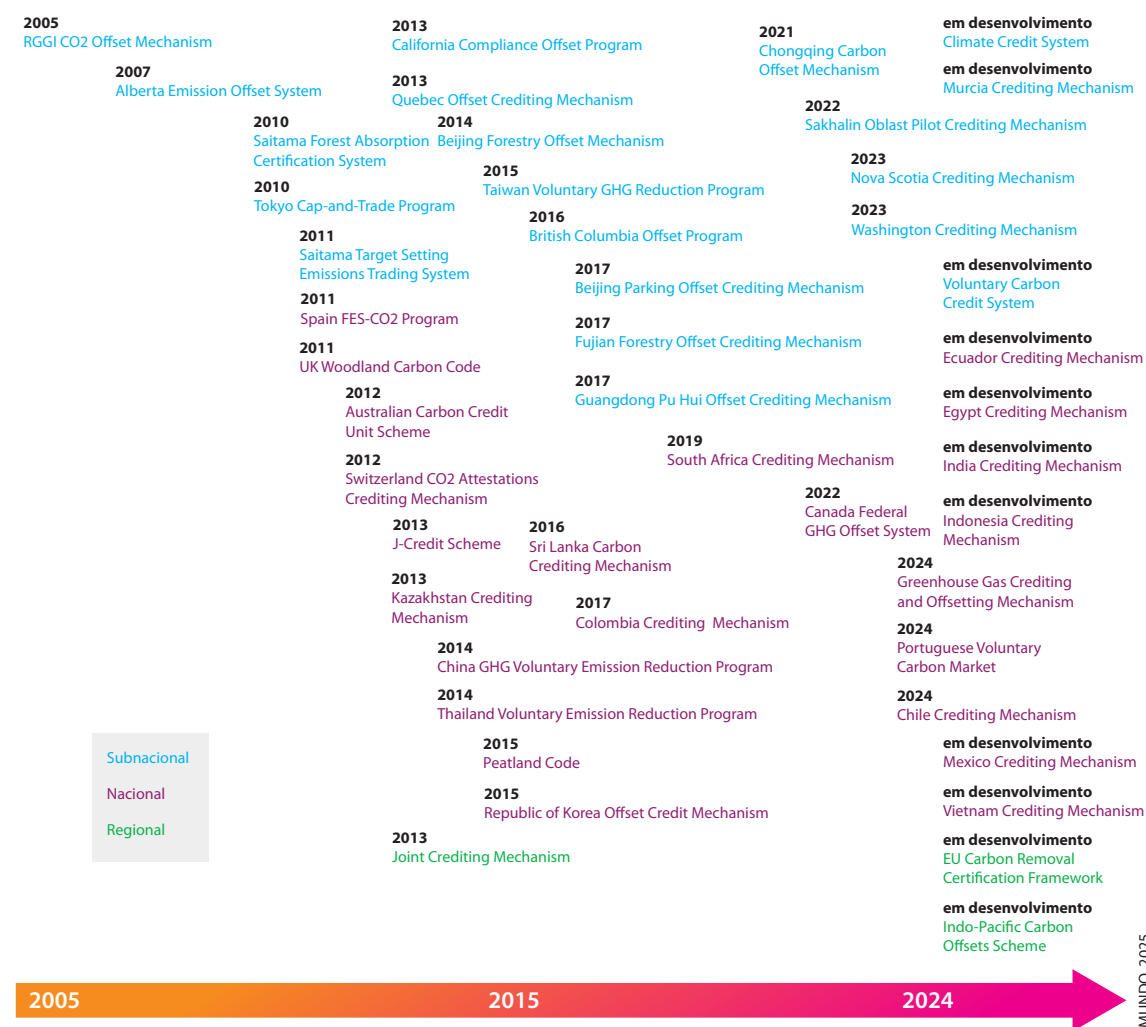 2005
RGGI CO2 Offset Mechanism
2007
Alberta Emission Offset System
2010
Saitama Forest Absorption
Certification System
2010
Tokyo Cap-and-Trade Program
2011
Saitama Target Setting
Emissions Trading System
2011
Spain FES-CO2 Program
2011
UK Woodland Carbon Code
2012
Australian Carbon Credit
Unit Scheme
2012
Switzerland CO2 Attestations
Crediting Mechanism
2013
California Compliance Offset Program
2013
Quebec Offset Crediting Mechanism
2014
Beijing Forestry Offset Mechanism
2015
Taiwan Voluntary GHG Reduction Program
2016
British Columbia Offset Program
2017
Beijing Parking Offset Crediting Mechanism
2017
Fujian Forestry Offset Crediting Mechanism
2017
Guangdong Pu Hui Offset Crediting Mechanism
2019
South Africa Crediting Mechanism
2013
J-Credit Scheme
2016
Sri Lanka Carbon
Crediting Mechanism
2013
Kazakhstan Crediting
Mechanism
2017
Colombia Crediting Mechanism
2014
China GHG Voluntary Emission Reduction Program
2014
Thailand Voluntary Emission Reduction Program
2015
Peatland Code
2015
Republic of Korea Offset Credit Mechanism
2013
Joint Crediting Mechanism
2021
Chongqing Carbon
Offset Mechanism
2022
Sakhalin Oblast Pilot Crediting Mechanism
2023
Nova Scotia Crediting Mechanism
2023
Washington Crediting Mechanism
2022
Canada Federal
GHG Offset System
em desenvolvimento
Climate Credit System
em desenvolvimento
Murcia Crediting Mechanism
em desenvolvimento
Voluntary Carbon
Credit System
em desenvolvimento
Ecuador Crediting Mechanism
em desenvolvimento
Egypt Crediting Mechanism
em desenvolvimento
India Crediting Mechanism
em desenvolvimento
Indonesia Crediting
Mechanism
2024
Greenhouse Gas Crediting
and Offsetting Mechanism
2024
Portuguese Voluntary
Carbon Market
2024
Chile Crediting Mechanism
em desenvolvimento
Mexico Crediting Mechanism
em desenvolvimento
Vietnam Crediting Mechanism
em desenvolvimento
EU Carbon Removal
Certification Framework
em desenvolvimento
Indo-Pacific Carbon
Offsets Scheme
Subnacional
Nacional
Regional
2005
2015
2024
MUNDO, 2025